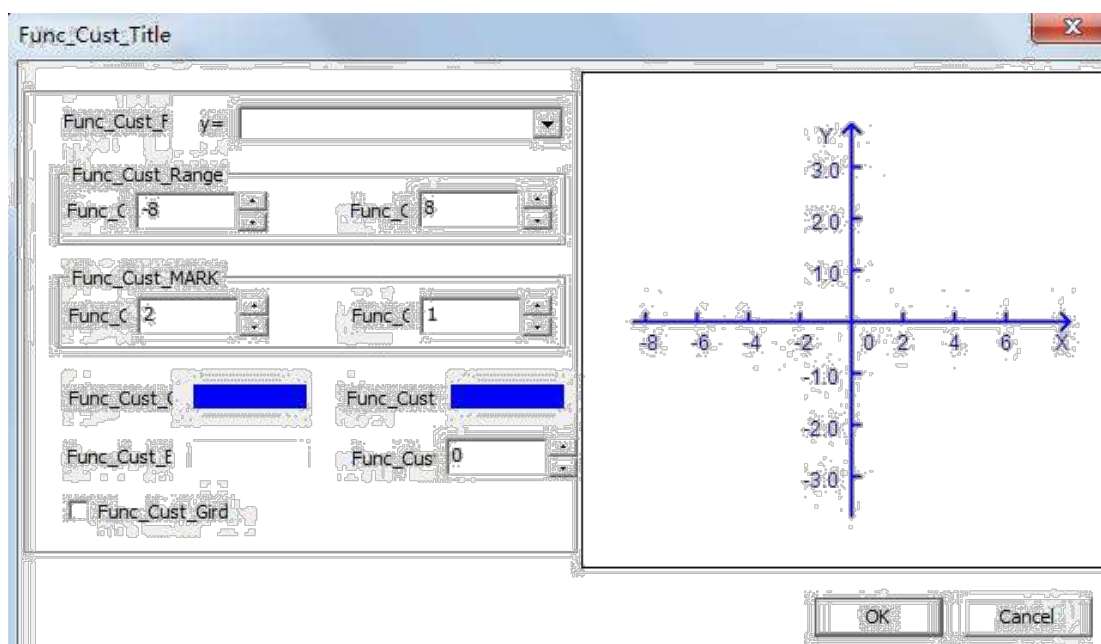 Func_Cust_Title
Func_Cust_F y=
Func_Cust_Range
Func_C -8 Func_C 8
Func_Cust_MARK
Func_C 2 Func_C 1
Func_Cust_C Func_Cust
Func_Cust_E Func_Cus 0
Func_Cust_Gird
Y
3.0
2.0
1.0
-8 -6 -4 -2 0 2 4 6 X
-1.0
-2.0
-3.0
OK Cancel